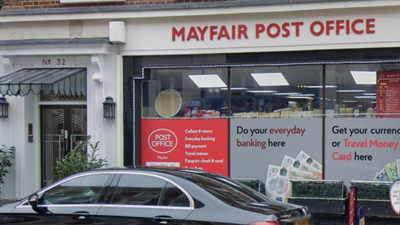 MAYFAIR POST OFFICE
No 32
POST
OFFICE
Mayfair
Collect & return
Everyday banking
Bill payment
Travel money
Passport check & send
Do your everyday
banking here
Get your currency
or Travel Money
Card here